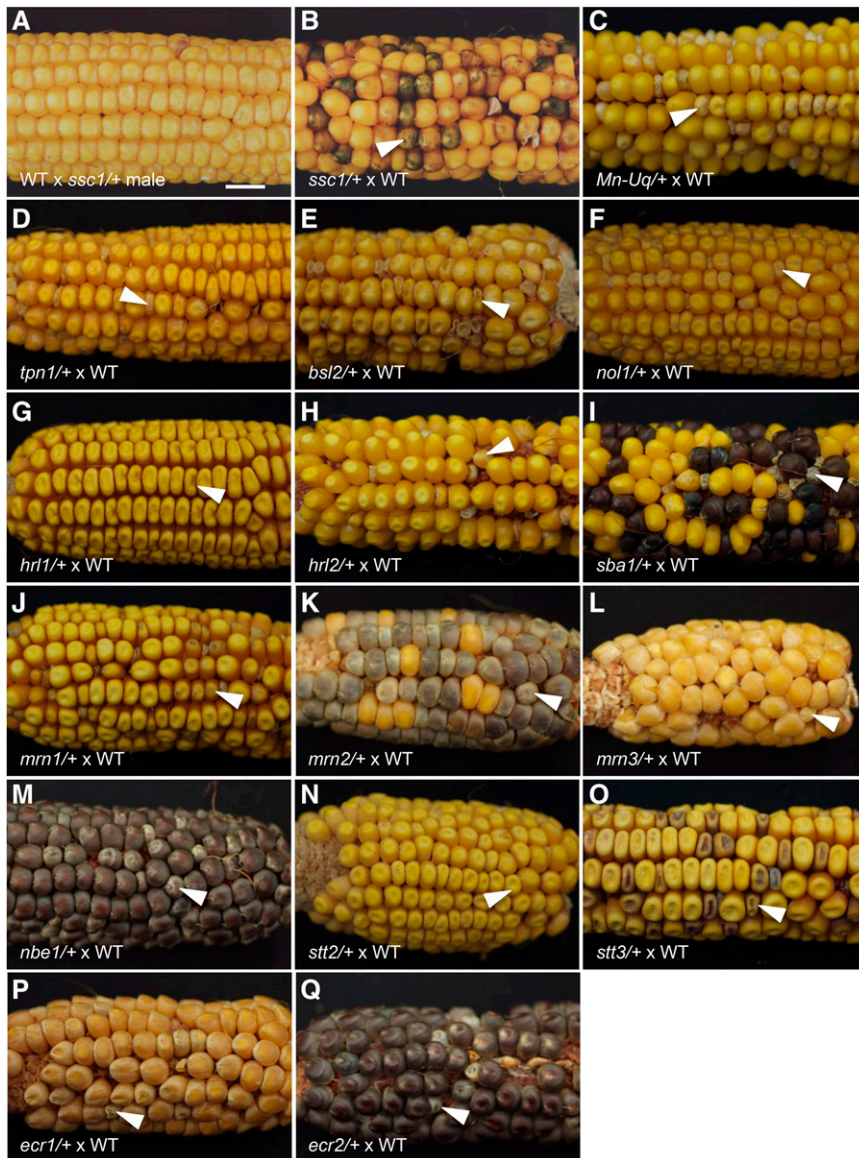 A
WT x ssc1/+ male
B
ssc1/+ x WT
C
Mn-Uq/+ x WT
D
tpn1/+ x WT
E
bsl2/+ x WT
F
nol1/+ x WT
G
hrl1/+ x WT
H
hrl2/+ x WT
I
sba1/+ x WT
J
mrn1/+ x WT
K
mrn2/+ x WT
L
mrn3/+ x WT
M
nbe1/+ x WT
N
stt2/+ x WT
O
stt3/+ x WT
P
ecr1/+ x WT
Q
ecr2/+ x WT